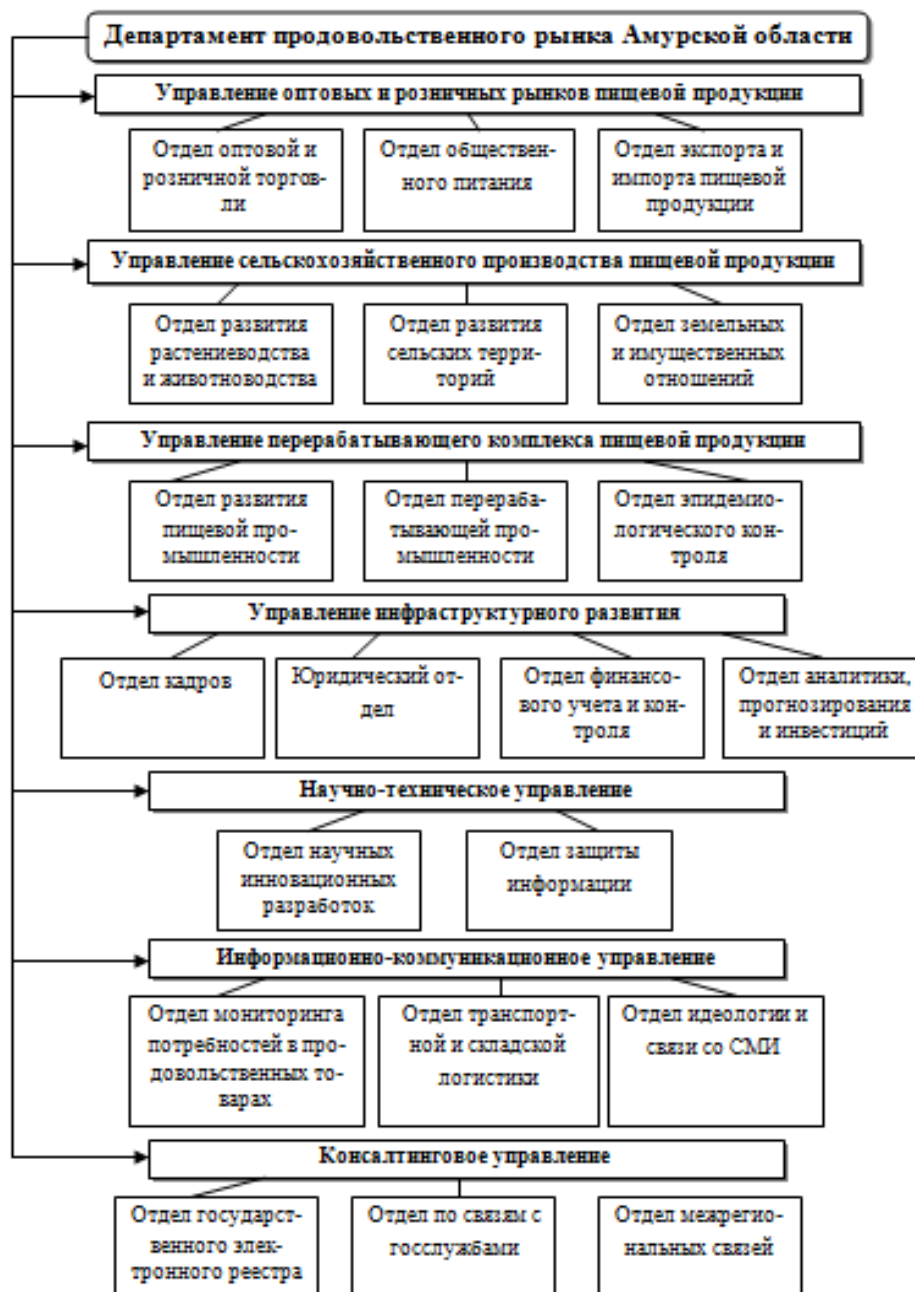 Департамент продовольственного рынка Амурской области
Управление оптовых и розничных рынков пищевой продукции
Отдел оптовой и
розничной торгов-
ли
Отдел обществен-
ного питания
Отдел экспорта и
импорта пищевой
продукции
Управление сельскохозяйственного производства пищевой продукции
Отдел развития
растениеводства
и животноводства
Отдел развития
сельских терри-
торий
Отдел земельных
и имущественных
отношений
Управление перерабатывающего комплекса пищевой продукции
Отдел развития
пищевой про-
мышленности
Отдел перераба-
тывающей про-
мышленности
Отдел эпидемио-
логического кон-
троля
Управление инфраструктурного развития
Отдел кадров
Юридический от-
дел
Отдел финансо-
вого учета и кон-
троля
Отдел аналитики,
прогнозирования
и инвестиций
Научно-техническое управление
Отдел научных
инновационных
разработок
Отдел защиты
информации
Информационно-коммуникационное управление
Отдел мониторинга
потребностей в про-
довольственных то-
варах
Отдел транспорт-
ной и складской
логистики
Отдел идеологии и
связи со СМИ
Консалтинговое управление
Отдел государст-
венного элек-
тронного реестра
Отдел по связям с
госслужбами
Отдел межрегио-
нальных связей